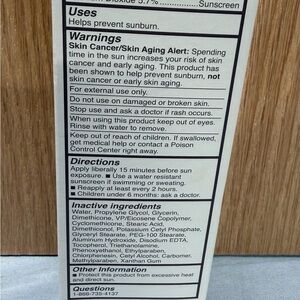 Dioxide 5.7%..............Sunscreen
Uses
Helps prevent sunburn.
Warnings
Skin Cancer/Skin Aging Alert: Spending
time in the sun increases your risk of skin
cancer and early aging. This product has
been shown to help prevent sunburn, not
skin cancer or early skin aging.
For external use only.
Do not use on damaged or broken skin.
Stop use and ask a doctor if rash occurs.
When using this product keep out of eyes.
Rinse with water to remove.
Keep out of reach of children. If swallowed,
get medical help or contact a Poison
Control Center right away.
Directions
Apply liberally 15 minutes before sun
exposure. ■ Use a water resistant
sunscreen if swimming or sweating.
■ Reapply at least every 2 hours.
■ Children under 6 months: ask a doctor.
Inactive ingredients
Water, Propylene Glycol, Glycerin,
Dimethicone, VP/Eicosene Copolymer,
Cyclomethicone, Stearic Acid,
Dimethiconol, Potassium Cetyl Phosphate,
Glyceryl Stearate, PEG-100 Stearate,
Aluminum Hydroxide, Disodium EDTA,
Tocopherol, Triethanolamine,
Phenoxyethanol, Ethylparaben,
Chlorphenesin, Cetyl Alcohol, Carbomer,
Methylparaben, Xanthan Gum
Other Information
■ Protect this product from excessive heat
and direct sun.
Questions
1-866-735-4137